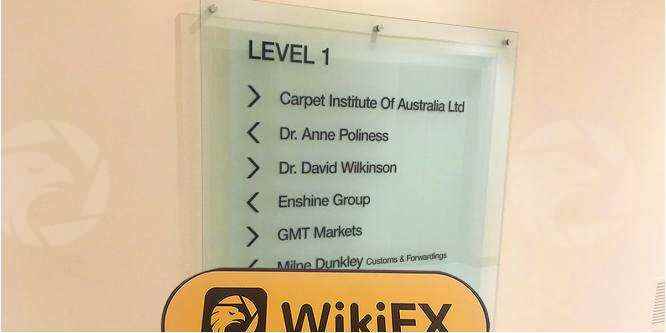 LEVEL 1
> Carpet Institute Of Australia Ltd
< Dr. Anne Poliness
> Dr. David Wilkinson
< Enshine Group
> GMT Markets
< Milne Dunkley Customs & Forwardings
WikiFX